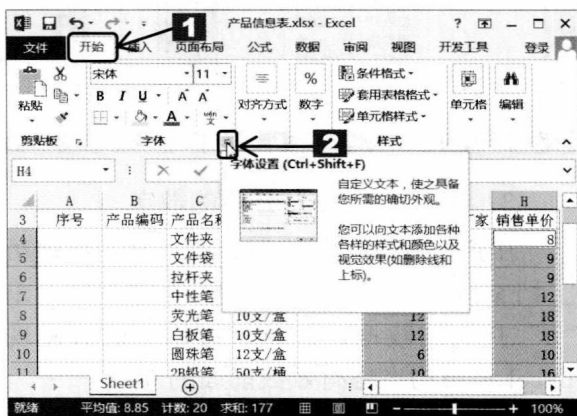 1
产品信息表.xlsx - Excel
文件 开始 插入 页面布局 公式 数据 审阅 视图 开发工具 登录
宋体 11
条件格式
% 套用表格格式
粘贴 B I U A A 对齐方式 数字 单元格样式 单元格 编辑
A
剪贴板 字体 2 样式
字体设置 (Ctrl+Shift+F)
H4
自定义文本，使之具备
您所需的确切外观。
您可以向文本添加各种
各样的样式和颜色以及
视觉效果(如删除线和
上标)。
A B C H
3 序号 产品编码 产品名称 厂家 销售单价
4 文件夹 8
5 文件袋 9
6 拉杆夹 9
7 中性笔 12
8 荧光笔 10支/盒 12 18
9 白板笔 10支/盒 12 18
10 圆珠笔 12支/盒 6 10
11 2B铅笔 50支/桶 10 16
Sheet1
就绪 平均值: 8.85 计数: 20 求和: 177 100%